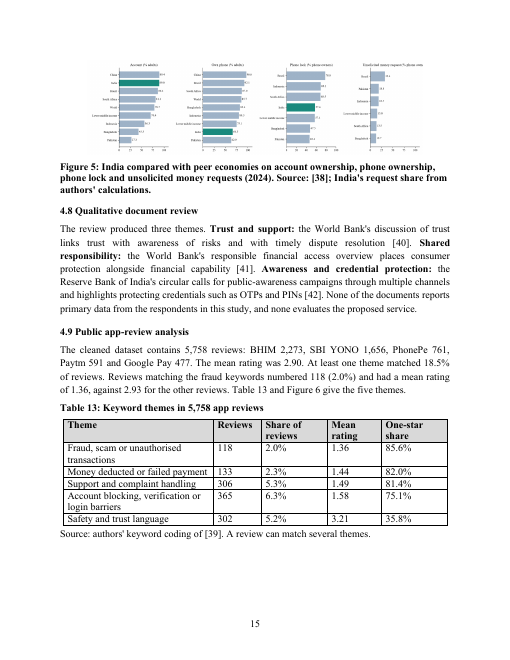 Account (% adults) Own phone (% adults) Phone lock (% phone owners)
Figure 5: India compared with peer economies on account ownership, phone ownership,
phone lock and unsolicited money requests (2024). Source: [38]; India's request share from
authors' calculations.
4.8 Qualitative document review
The review produced three themes. Trust and support: the World Bank's discussion of trust
links trust with awareness of risks and with timely dispute resolution [40]. Shared
responsibility: the World Bank's responsible financial access overview places consumer
protection alongside financial capability [41]. Awareness and credential protection: the
Reserve Bank of India's circular calls for public-awareness campaigns through multiple channels
and highlights protecting credentials such as OTPs and PINs [42]. None of the documents reports
primary data from the respondents in this study, and none evaluates the proposed service.
4.9 Public app-review analysis
The cleaned dataset contains 5,758 reviews: BHIM 2,273, SBI YONO 1,656, PhonePe 761,
Paytm 591 and Google Pay 477. The mean rating was 2.90. At least one theme matched 18.5%
of reviews. Reviews matching the fraud keywords numbered 118 (2.0%) and had a mean rating
of 1.36, against 2.93 for the other reviews. Table 13 and Figure 6 give the five themes.
Table 13: Keyword themes in 5,758 app reviews
Theme Reviews Share of reviews Mean rating One-star share
Fraud, scam or unauthorised transactions 118 2.0% 1.36 85.6%
Money deducted or failed payment 133 2.3% 1.44 82.0%
Support and complaint handling 306 5.3% 1.49 81.4%
Account blocking, verification or login barriers 365 6.3% 1.58 75.1%
Safety and trust language 302 5.2% 3.21 35.8%
Source: authors' keyword coding of [39]. A review can match several themes.
15